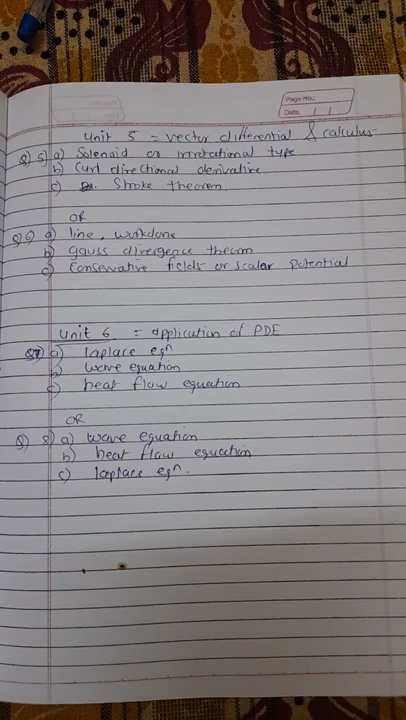 Page No.:
Date: / /
Unit 5 = vector differential & calculus
Q) 5) a) Solenoid or irrotational type
b) Curl directional derivative
c) Stroke theorem
OR
Q 6) a) line, workdone
b) gauss divergence theorm
c) Consevative fields or scalar potential
Unit 6 = application of PDE
Q7) a) laplace eqn
b) wave equation
c) heat flow equation
OR
Q) 8) a) wave equation
b) heat flow equation
c) laplace eqn.